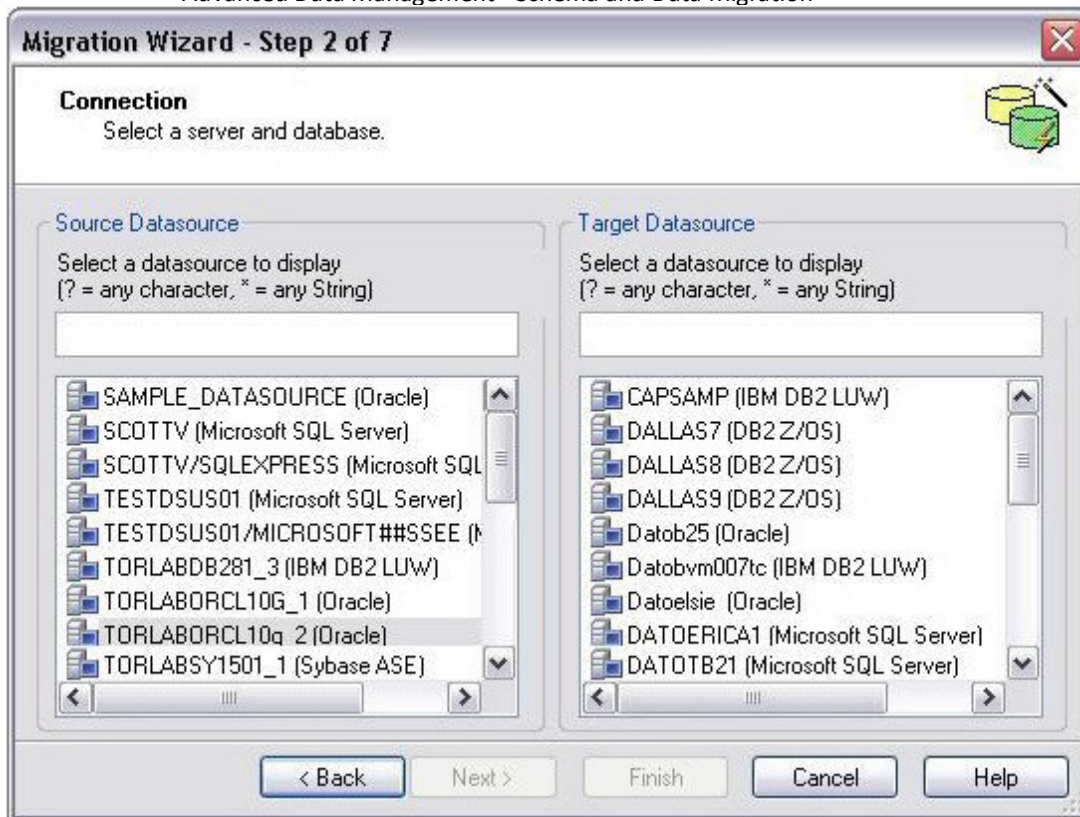 Advanced Data Management - Schema and Data Migration
Migration Wizard - Step 2 of 7
Connection
Select a server and database.
Source Datasource
Select a datasource to display
(? = any character, * = any String)
SAMPLE_DATASOURCE (Oracle)
SCOTTV (Microsoft SQL Server)
SCOTTV/SQLEXPRESS (Microsoft SQL
TESTDSUS01 (Microsoft SQL Server)
TESTDSUS01/MICROSOFT##SSEE (M
TORLABDB281_3 (IBM DB2 LUW)
TORLABORCL10G_1 (Oracle)
TORLABORCL10g_2 (Oracle)
TORLABSY1501_1 (Sybase ASE)
Target Datasource
Select a datasource to display
(? = any character, * = any String)
CAPSAMP (IBM DB2 LUW)
DALLAS7 (DB2 Z/OS)
DALLAS8 (DB2 Z/OS)
DALLAS9 (DB2 Z/OS)
Datob25 (Oracle)
Datobvm007tc (IBM DB2 LUW)
Datoelsie (Oracle)
DATOERICA1 (Microsoft SQL Server)
DATOTB21 (Microsoft SQL Server)
< Back
Next >
Finish
Cancel
Help